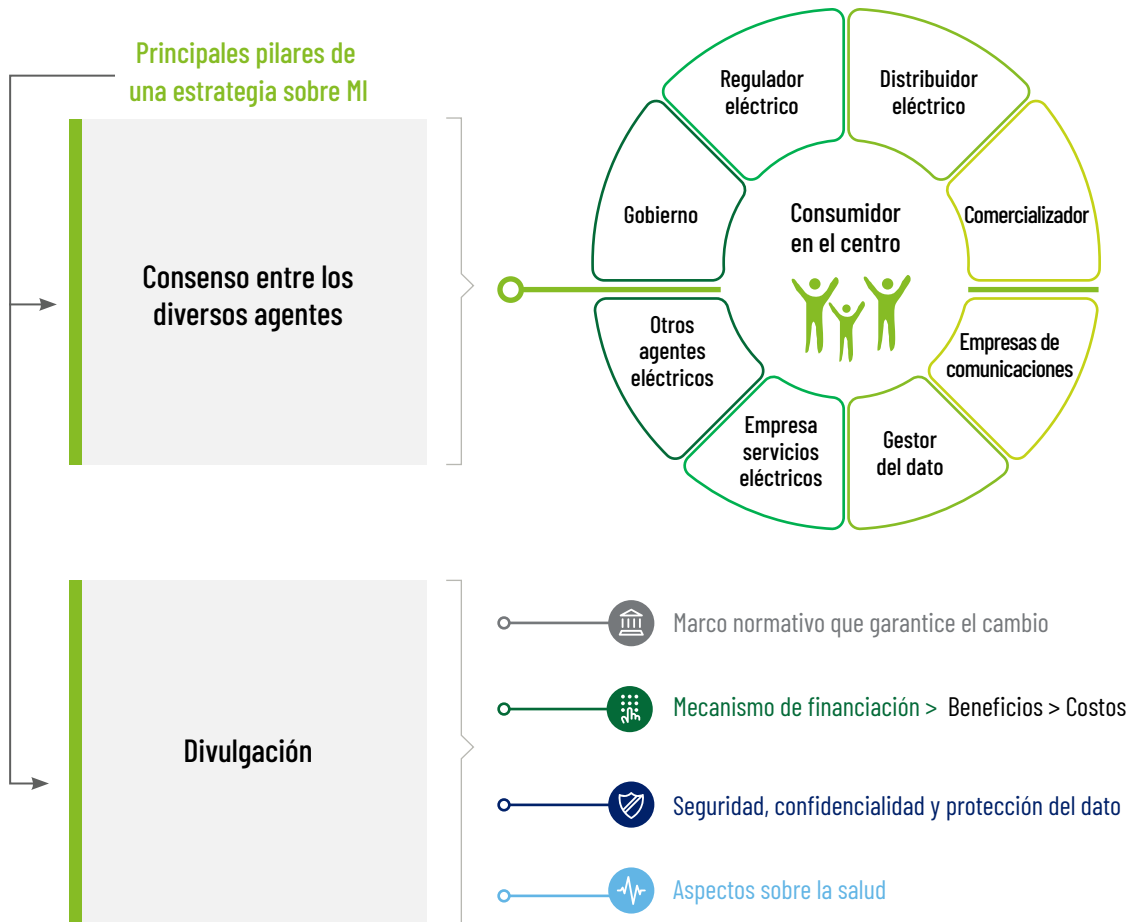 Principales pilares de
una estrategia sobre MI
Consenso entre los
diversos agentes
Regulador
eléctrico
Distribuidor
eléctrico
Gobierno
Consumidor
en el centro
Comercializador
Otros
agentes
eléctricos
Empresas de
comunicaciones
Empresa
servicios
eléctricos
Gestor
del dato
Divulgación
Marco normativo que garantice el cambio
Mecanismo de financiación > Beneficios > Costos
Seguridad, confidencialidad y protección del dato
Aspectos sobre la salud